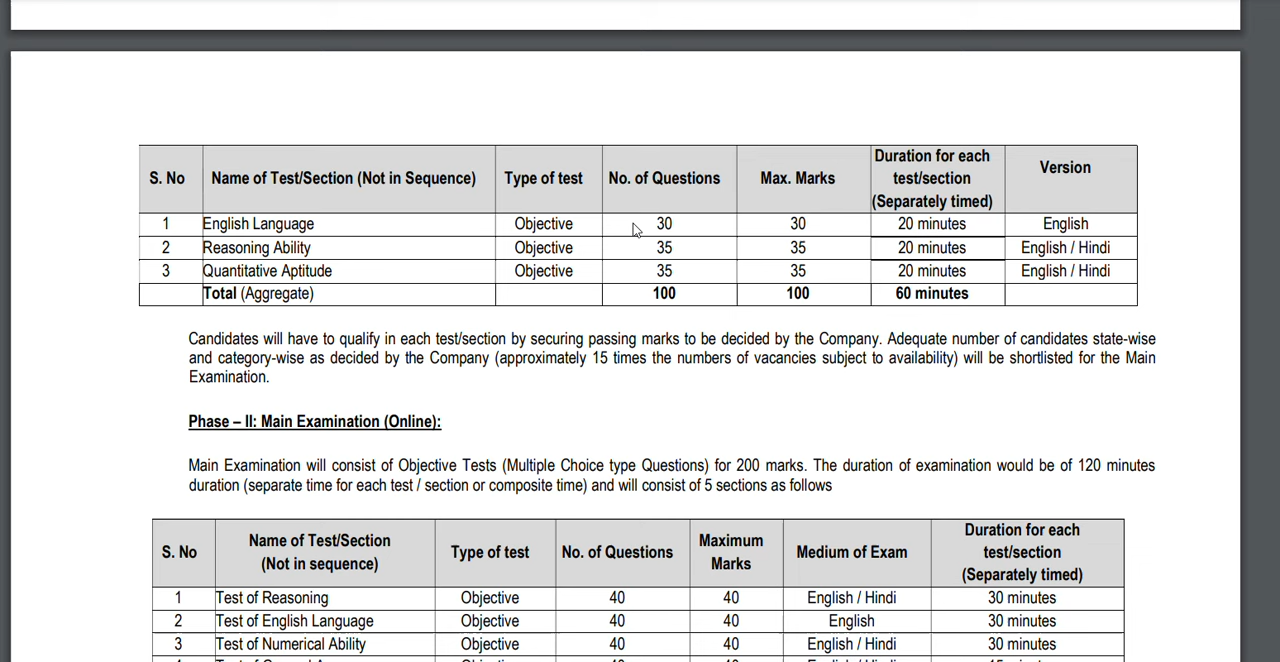 S. No Name of Test/Section (Not in Sequence) Type of test No. of Questions Max. Marks Duration for each test/section (Separately timed) Version
1 English Language Objective 30 30 20 minutes English
2 Reasoning Ability Objective 35 35 20 minutes English / Hindi
3 Quantitative Aptitude Objective 35 35 20 minutes English / Hindi
Total (Aggregate) 100 100 60 minutes
Candidates will have to qualify in each test/section by securing passing marks to be decided by the Company. Adequate number of candidates state-wise
and category-wise as decided by the Company (approximately 15 times the numbers of vacancies subject to availability) will be shortlisted for the Main
Examination.
Phase – II: Main Examination (Online):
Main Examination will consist of Objective Tests (Multiple Choice type Questions) for 200 marks. The duration of examination would be of 120 minutes
duration (separate time for each test / section or composite time) and will consist of 5 sections as follows
S. No Name of Test/Section (Not in sequence) Type of test No. of Questions Maximum Marks Medium of Exam Duration for each test/section (Separately timed)
1 Test of Reasoning Objective 40 40 English / Hindi 30 minutes
2 Test of English Language Objective 40 40 English 30 minutes
3 Test of Numerical Ability Objective 40 40 English / Hindi 30 minutes